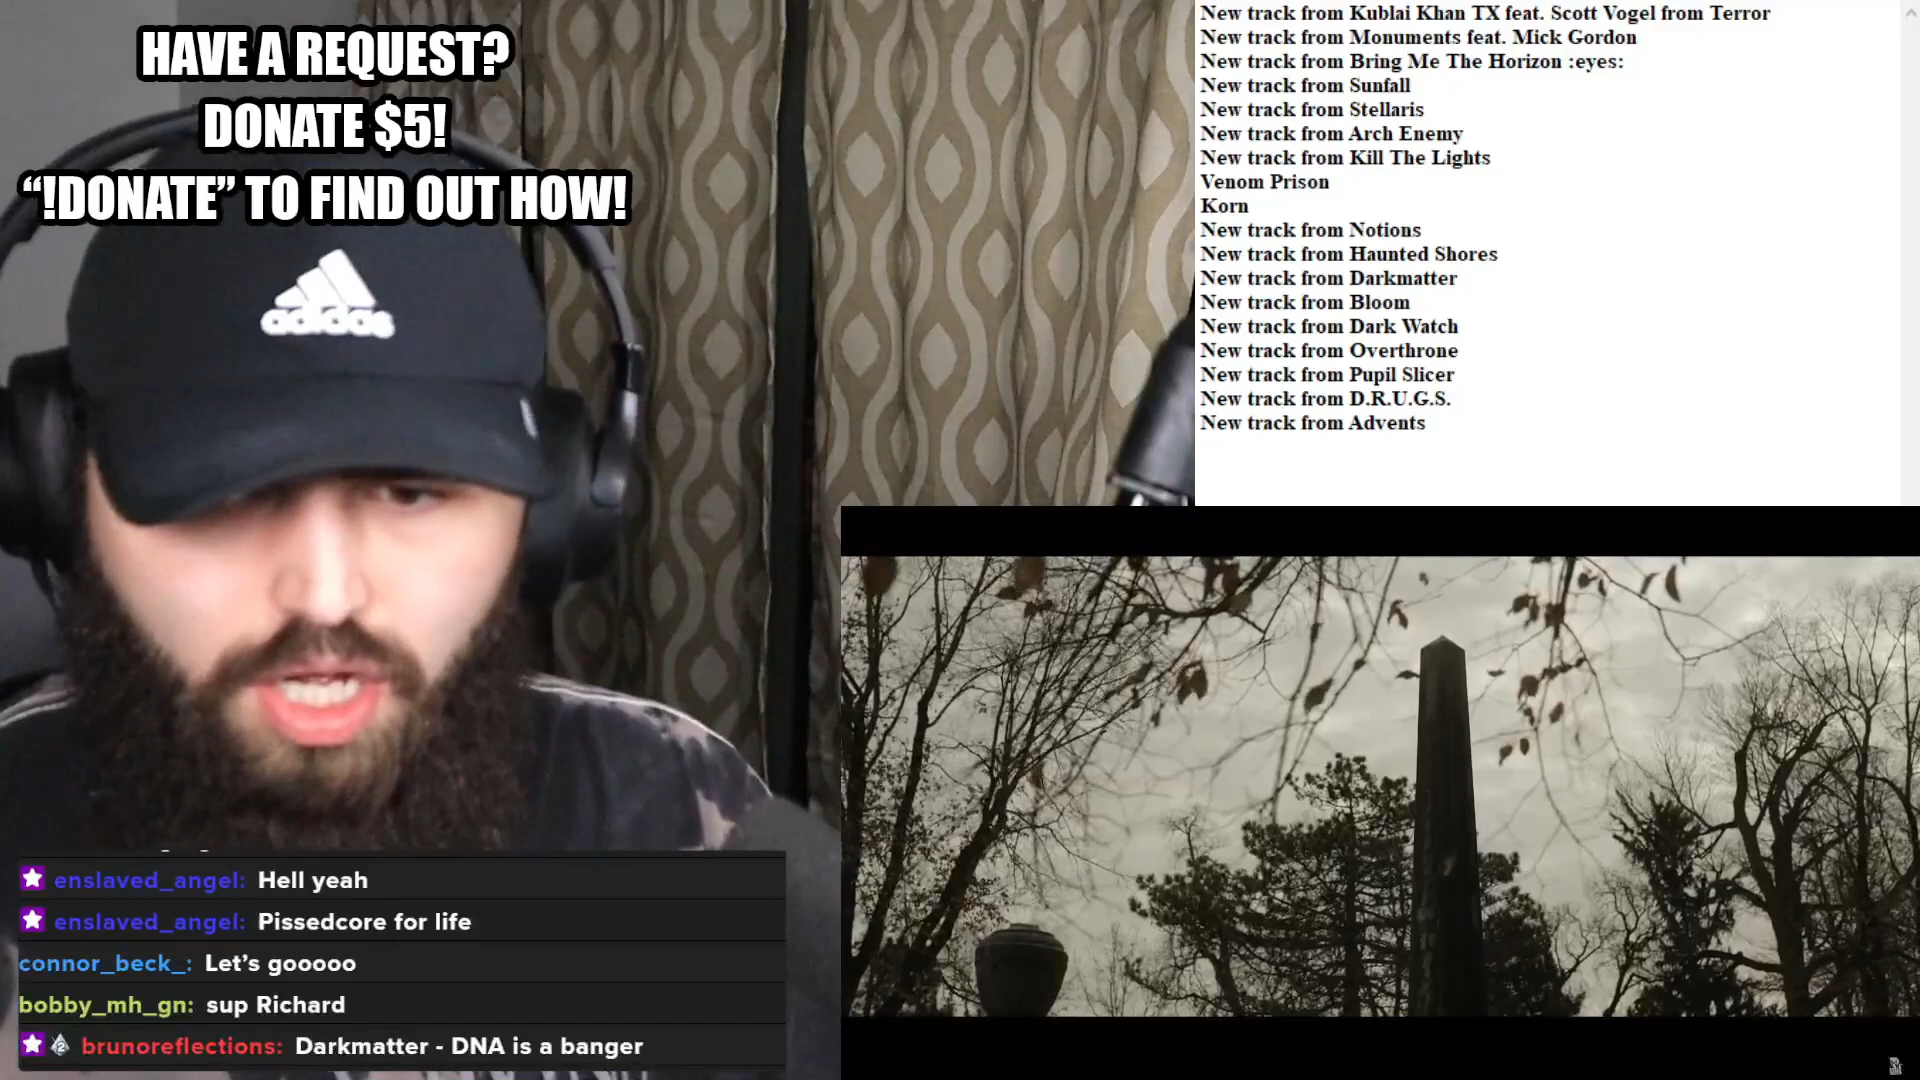 HAVE A REQUEST?
DONATE $5!
“!DONATE” TO FIND OUT HOW!
adidas
New track from Kublai Khan TX feat. Scott Vogel from Terror
New track from Monuments feat. Mick Gordon
New track from Bring Me The Horizon :eyes:
New track from Sunfall
New track from Stellaris
New track from Arch Enemy
New track from Kill The Lights
Venom Prison
Korn
New track from Notions
New track from Haunted Shores
New track from Darkmatter
New track from Bloom
New track from Dark Watch
New track from Overthrone
New track from Pupil Slicer
New track from D.R.U.G.S.
New track from Advents
enslaved_angel: Hell yeah
enslaved_angel: Pissedcore for life
connor_beck_: Let’s gooooo
bobby_mh_gn: sup Richard
2 brunoreflections: Darkmatter - DNA is a banger